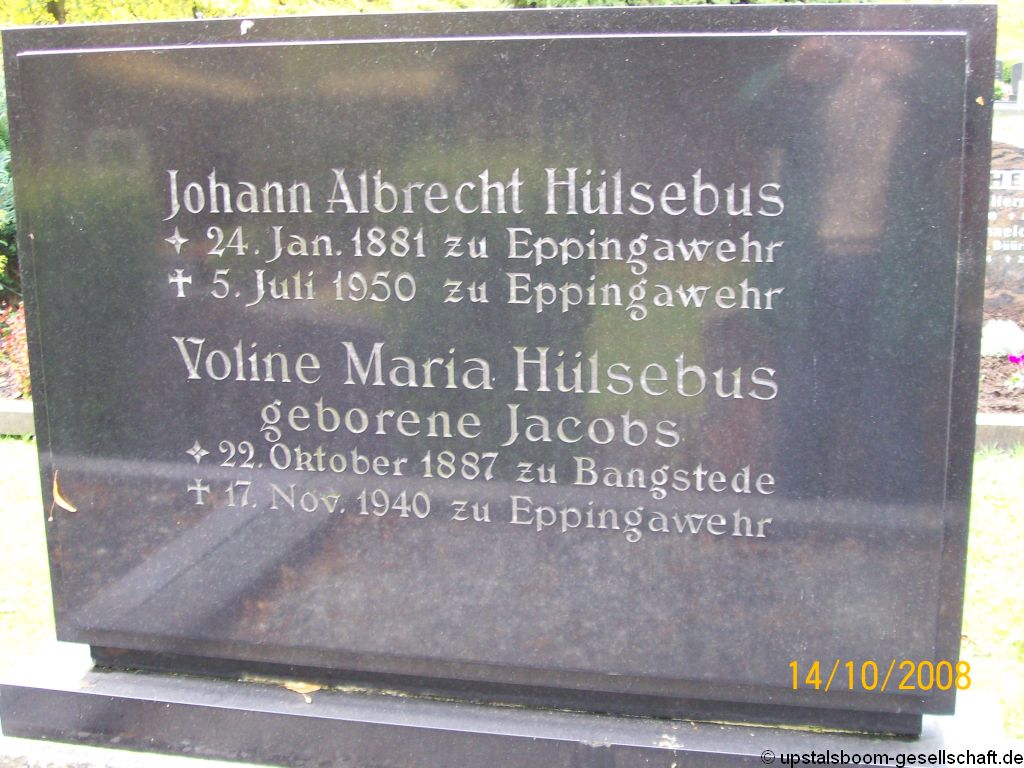 Johann Albrecht Hülsebus
✧ 24. Jan. 1881 zu Eppingawehr
✝ 5. Juli 1950 zu Eppingawehr
Voline Maria Hülsebus
geborene Jacobs
✧ 22. Oktober 1887 zu Bangstede
✝ 17. Nov. 1940 zu Eppingawehr
14/10/2008
© upstalsboom-gesellschaft.de